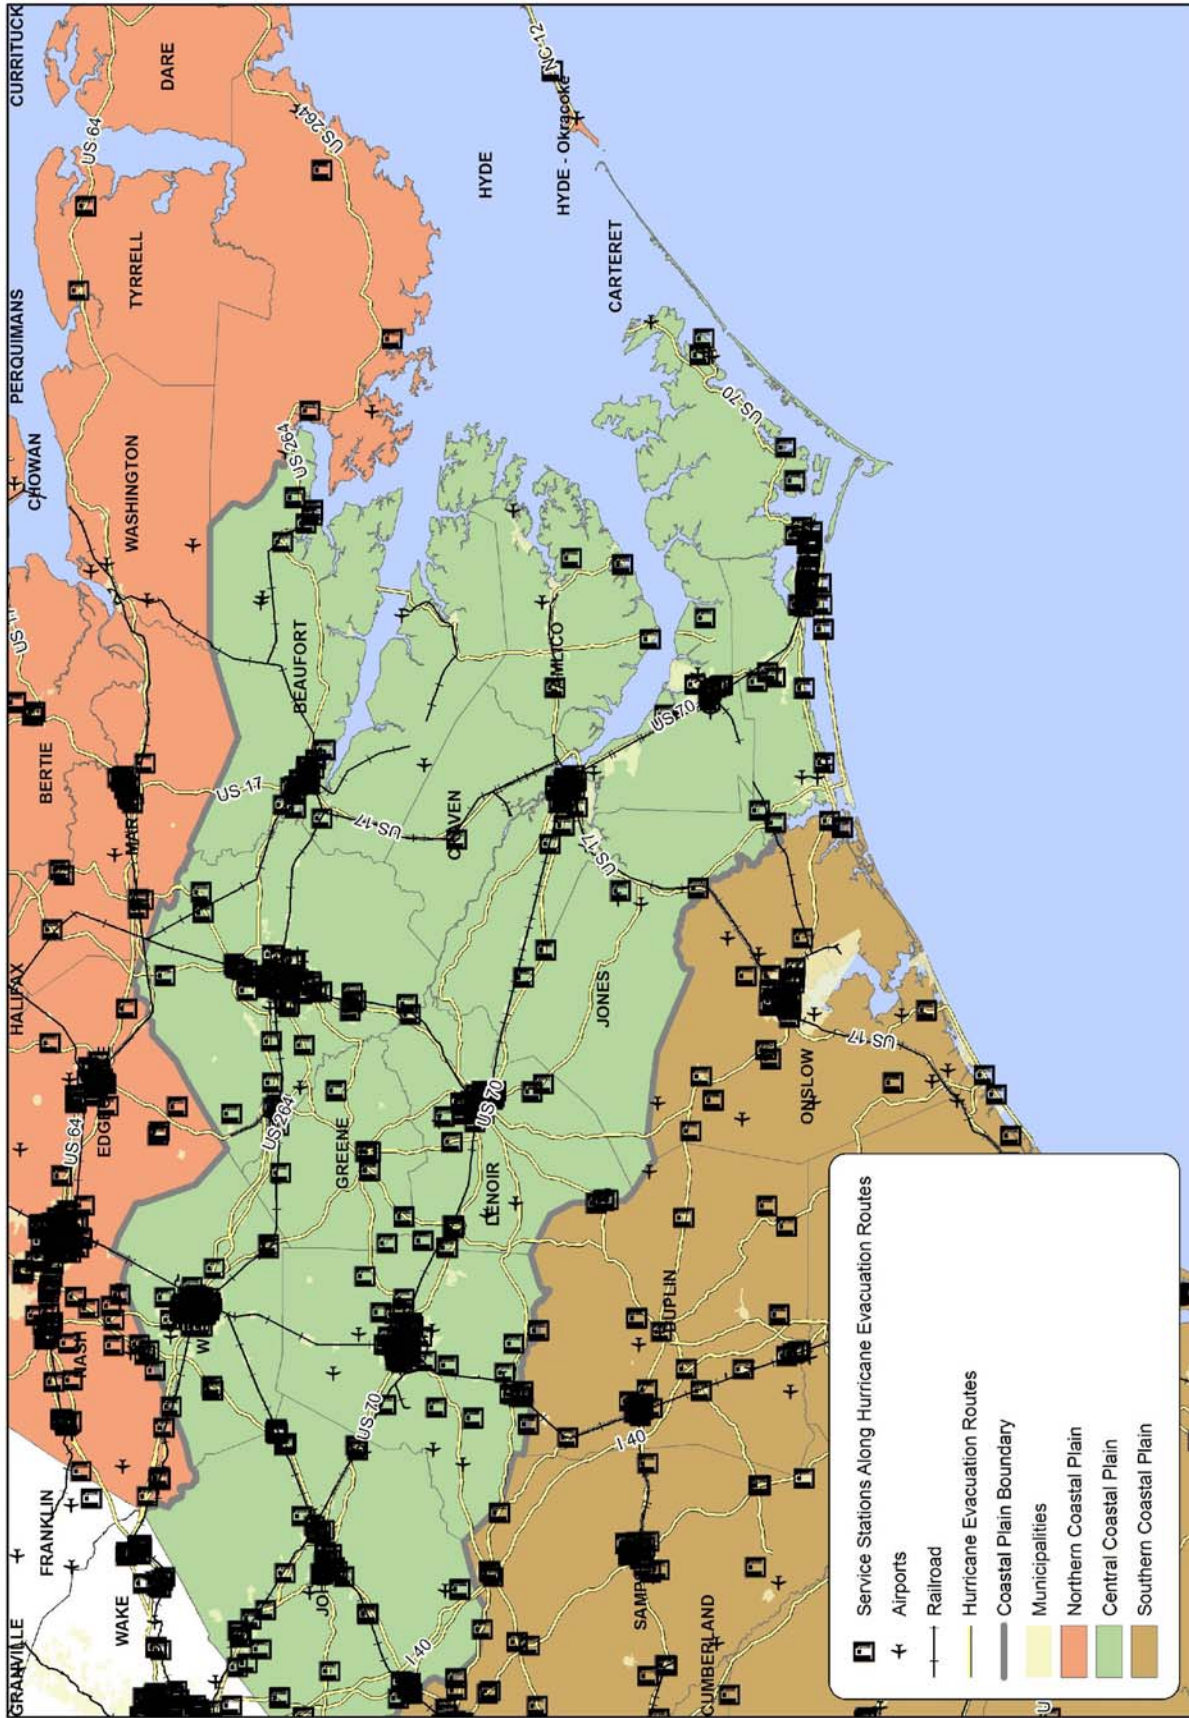 GRANVILLE
FRANKLIN
HALIFAX
CHOWAN
PERQUIMANS
CURRITUCK
WAKE
NASH
US 64
BERTIE
WASHINGTON
TYRRELL
US 64
DARE
US 17
BEAUFORT
US-264
US-264
US 264
GREENE
US 17
US 70
US 70
LENOIR
CRAVEN
HYDE
NC-12
HYDE - Okracoke
I 40
JONES
US 17
US 70
US-70
CARTERET
I 40
DUPLIN
ONSLOW
US 17
CUMBERLAND
Service Stations Along Hurricane Evacuation Routes
Airports
Railroad
Hurricane Evacuation Routes
Coastal Plain Boundary
Municipalities
Northern Coastal Plain
Central Coastal Plain
Southern Coastal Plain